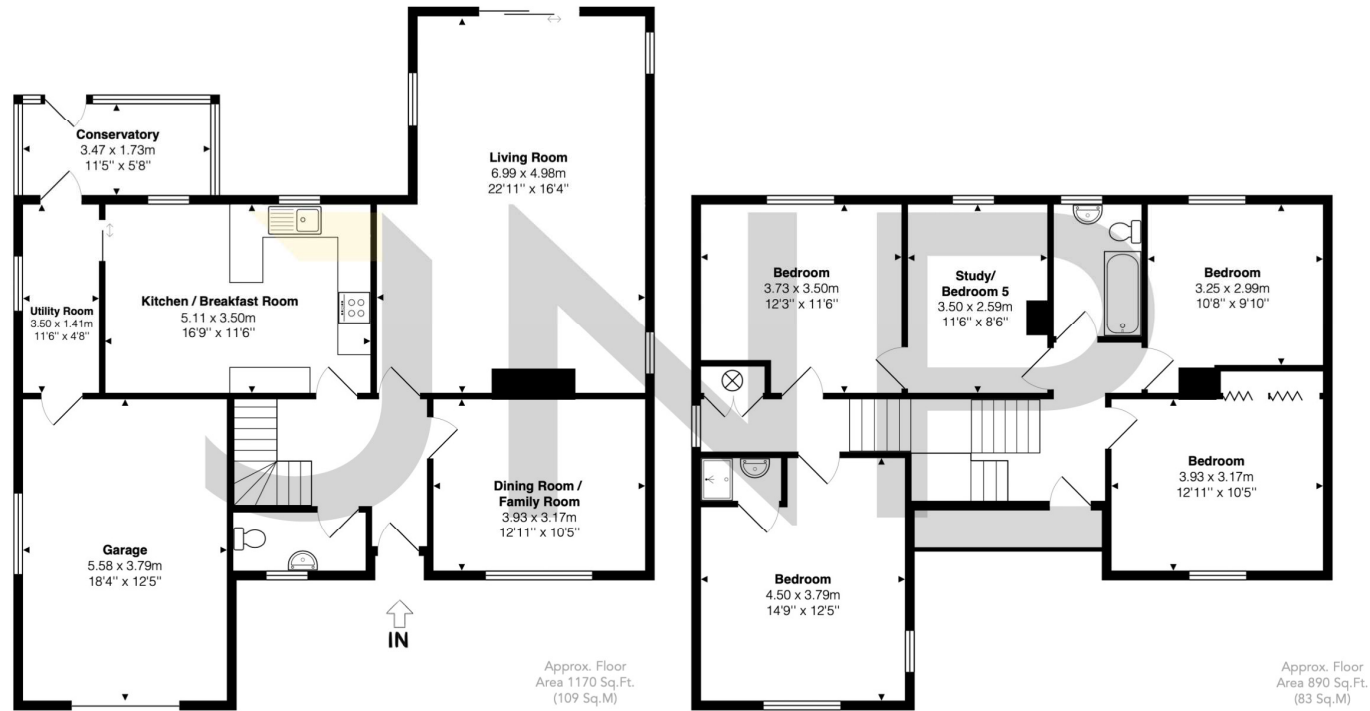 Conservatory
3.47 x 1.73m
11'5" x 5'8"
Living Room
6.99 x 4.98m
22'11" x 16'4"
Utility Room
3.50 x 1.41m
11'6" x 4'8"
Kitchen / Breakfast Room
5.11 x 3.50m
16'9" x 11'6"
Garage
5.58 x 3.79m
18'4" x 12'5"
Dining Room /
Family Room
3.93 x 3.17m
12'11" x 10'5"
IN
Approx. Floor
Area 1170 Sq.Ft.
(109 Sq.M)
Bedroom
3.73 x 3.50m
12'3" x 11'6"
Study/
Bedroom 5
3.50 x 2.59m
11'6" x 8'6"
Bedroom
3.25 x 2.99m
10'8" x 9'10"
Bedroom
3.93 x 3.17m
12'11" x 10'5"
Bedroom
4.50 x 3.79m
14'9" x 12'5"
Approx. Floor
Area 890 Sq.Ft.
(83 Sq.M)
JNP